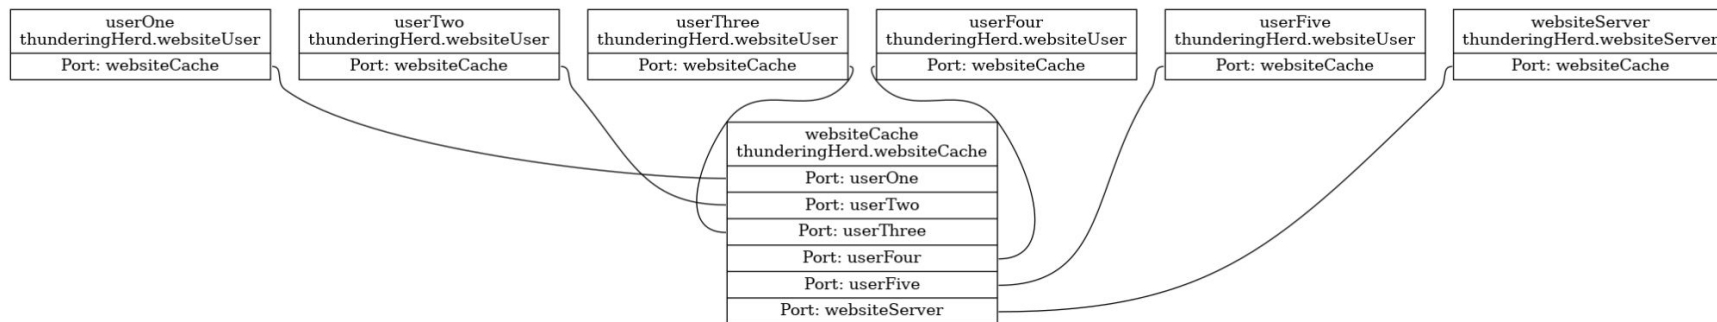 userOne
thunderingHerd.websiteUser
Port: websiteCache
userTwo
thunderingHerd.websiteUser
Port: websiteCache
userThree
thunderingHerd.websiteUser
Port: websiteCache
userFour
thunderingHerd.websiteUser
Port: websiteCache
userFive
thunderingHerd.websiteUser
Port: websiteCache
websiteServer
thunderingHerd.websiteServer
Port: websiteCache
websiteCache
thunderingHerd.websiteCache
Port: userOne
Port: userTwo
Port: userThree
Port: userFour
Port: userFive
Port: websiteServer